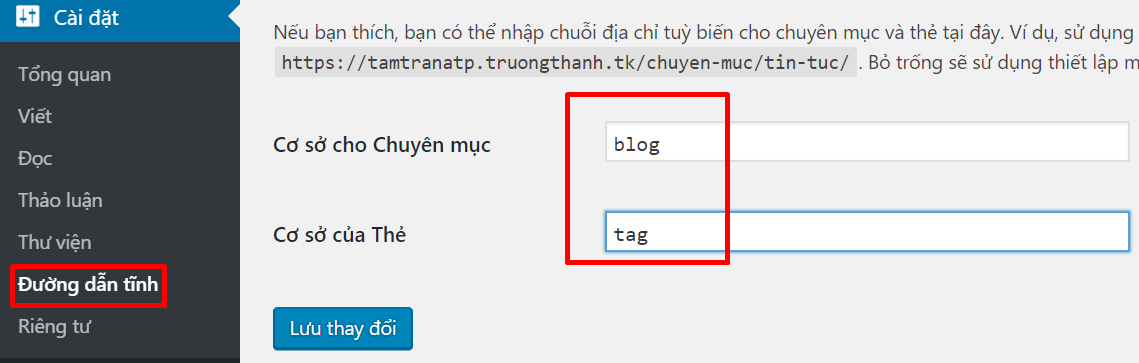 Cài đặt
Tổng quan
Viết
Đọc
Thảo luận
Thư viện
Đường dẫn tĩnh
Riêng tư
Nếu bạn thích, bạn có thể nhập chuỗi địa chỉ tuỳ biến cho chuyên mục và thẻ tại đây. Ví dụ, sử dụng
https://tamtranatp.truongthanh.tk/chuyen-muc/tin-tuc/ . Bỏ trống sẽ sử dụng thiết lập m
Cơ sở cho Chuyên mục
blog
Cơ sở của Thẻ
tag
Lưu thay đổi